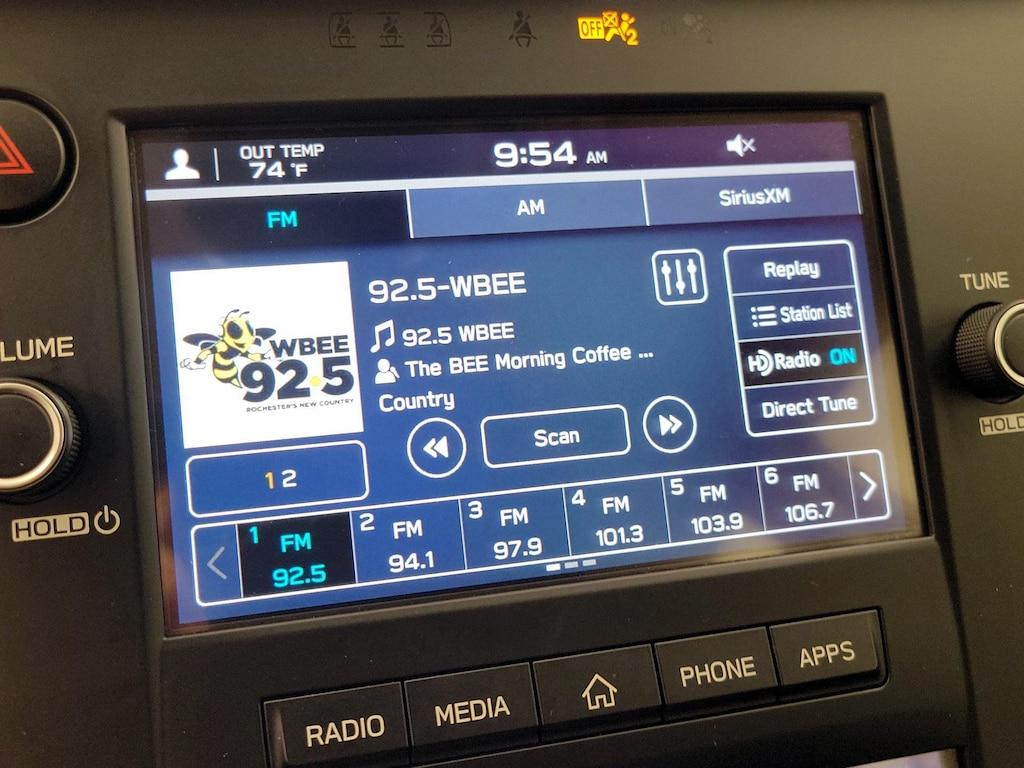 OFF 2
OUT TEMP
74 °F
9:54 AM
FM
AM
SiriusXM
92.5-WBEE
92.5 WBEE
The BEE Morning Coffee ...
Country
WBEE
92.5
ROCHESTER'S NEW COUNTRY
Replay
Station List
HD Radio ON
Direct Tune
Scan
1 2
1 FM 92.5
2 FM 94.1
3 FM 97.9
4 FM 101.3
5 FM 103.9
6 FM 106.7
LUME
HOLD
TUNE
HOLD
RADIO
MEDIA
PHONE
APPS